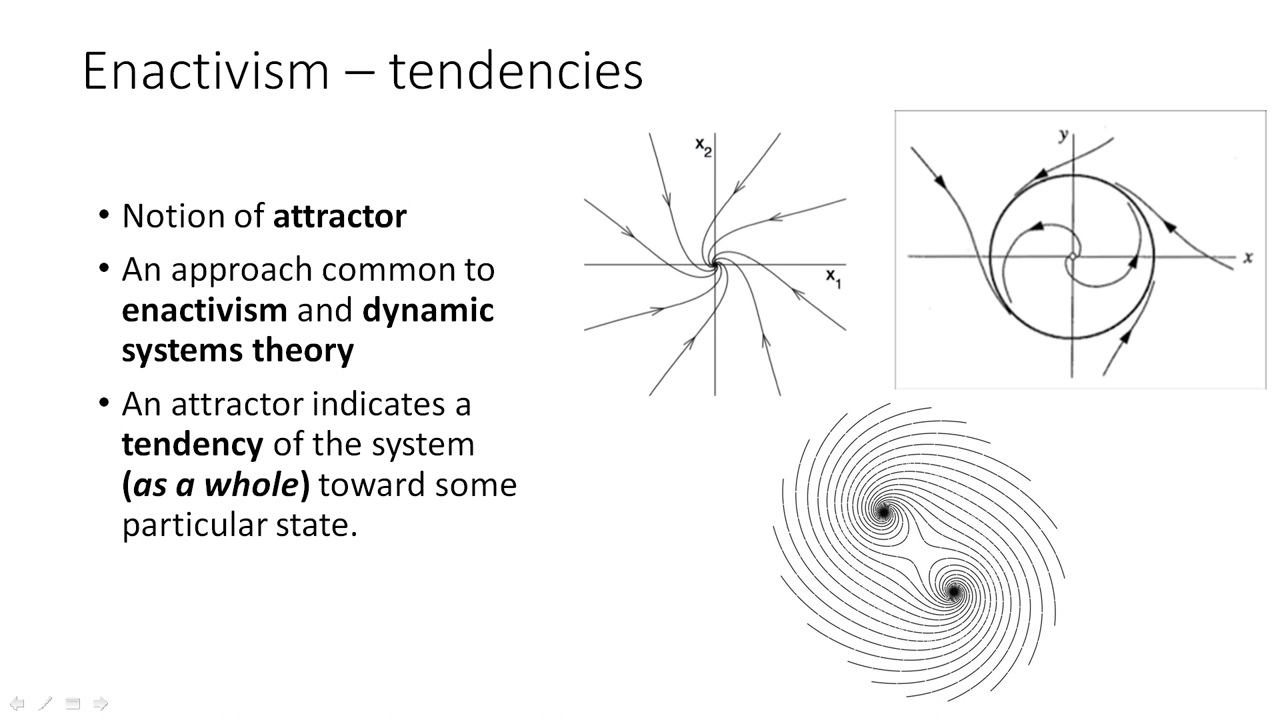 Enactivism – tendencies
• Notion of attractor
• An approach common to
enactivism and dynamic
systems theory
• An attractor indicates a
tendency of the system
(as a whole) toward some
particular state.
x2
x1
y
x